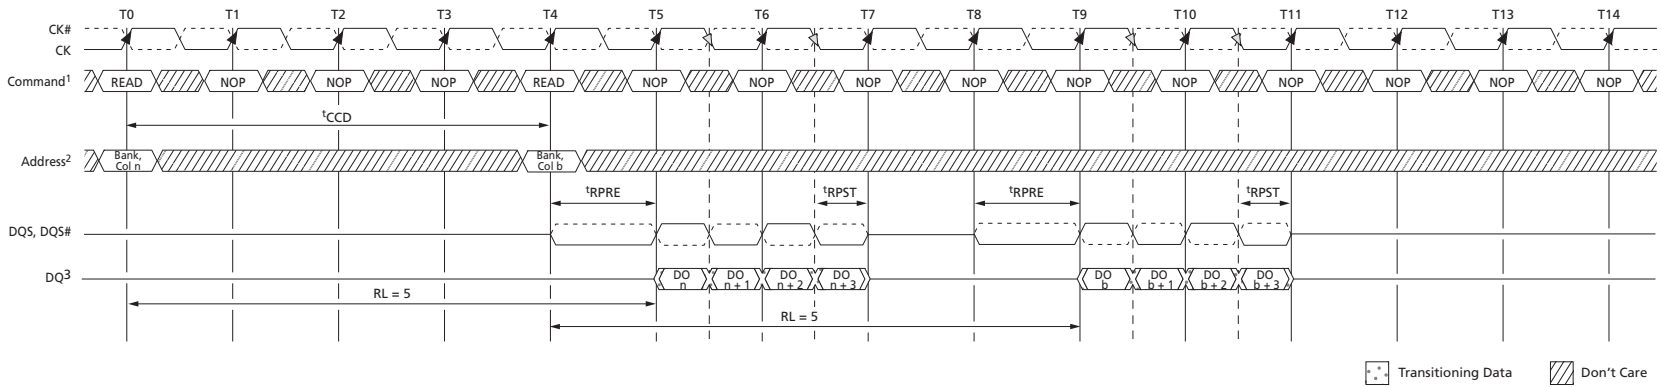 T0 T1 T2 T3 T4 T5 T6 T7 T8 T9 T10 T11 T12 T13 T14
CK#
CK
Command1 READ NOP NOP NOP READ NOP NOP NOP NOP NOP NOP NOP NOP NOP NOP
tCCD
Address2 Bank, Col n Bank, Col b
tRPRE tRPST tRPRE tRPST
DQS, DQS#
DQ3 DO n DO n + 1 DO n + 2 DO n + 3 DO b DO b + 1 DO b + 2 DO b + 3
RL = 5
RL = 5
Transitioning Data Don't Care